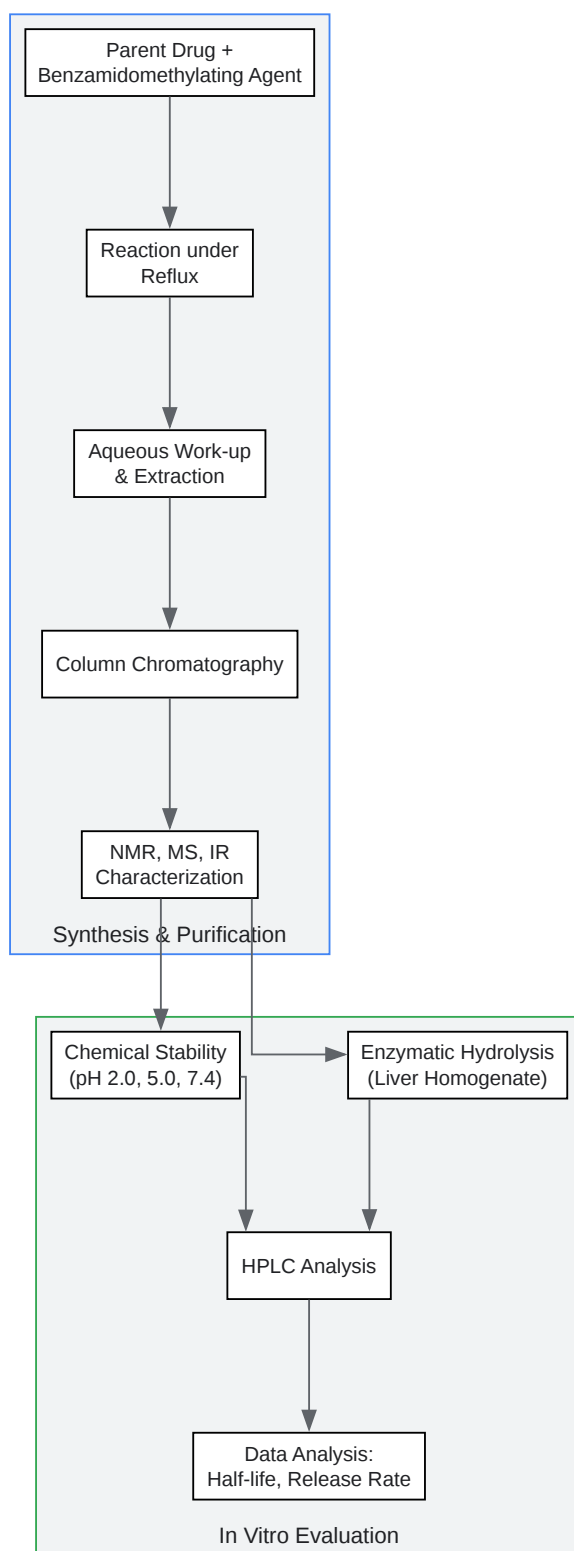 Parent Drug +
Benzamidomethylating Agent
Reaction under
Reflux
Aqueous Work-up
& Extraction
Column Chromatography
NMR, MS, IR
Characterization
Synthesis & Purification
Chemical Stability
(pH 2.0, 5.0, 7.4)
Enzymatic Hydrolysis
(Liver Homogenate)
HPLC Analysis
Data Analysis:
Half-life, Release Rate
In Vitro Evaluation